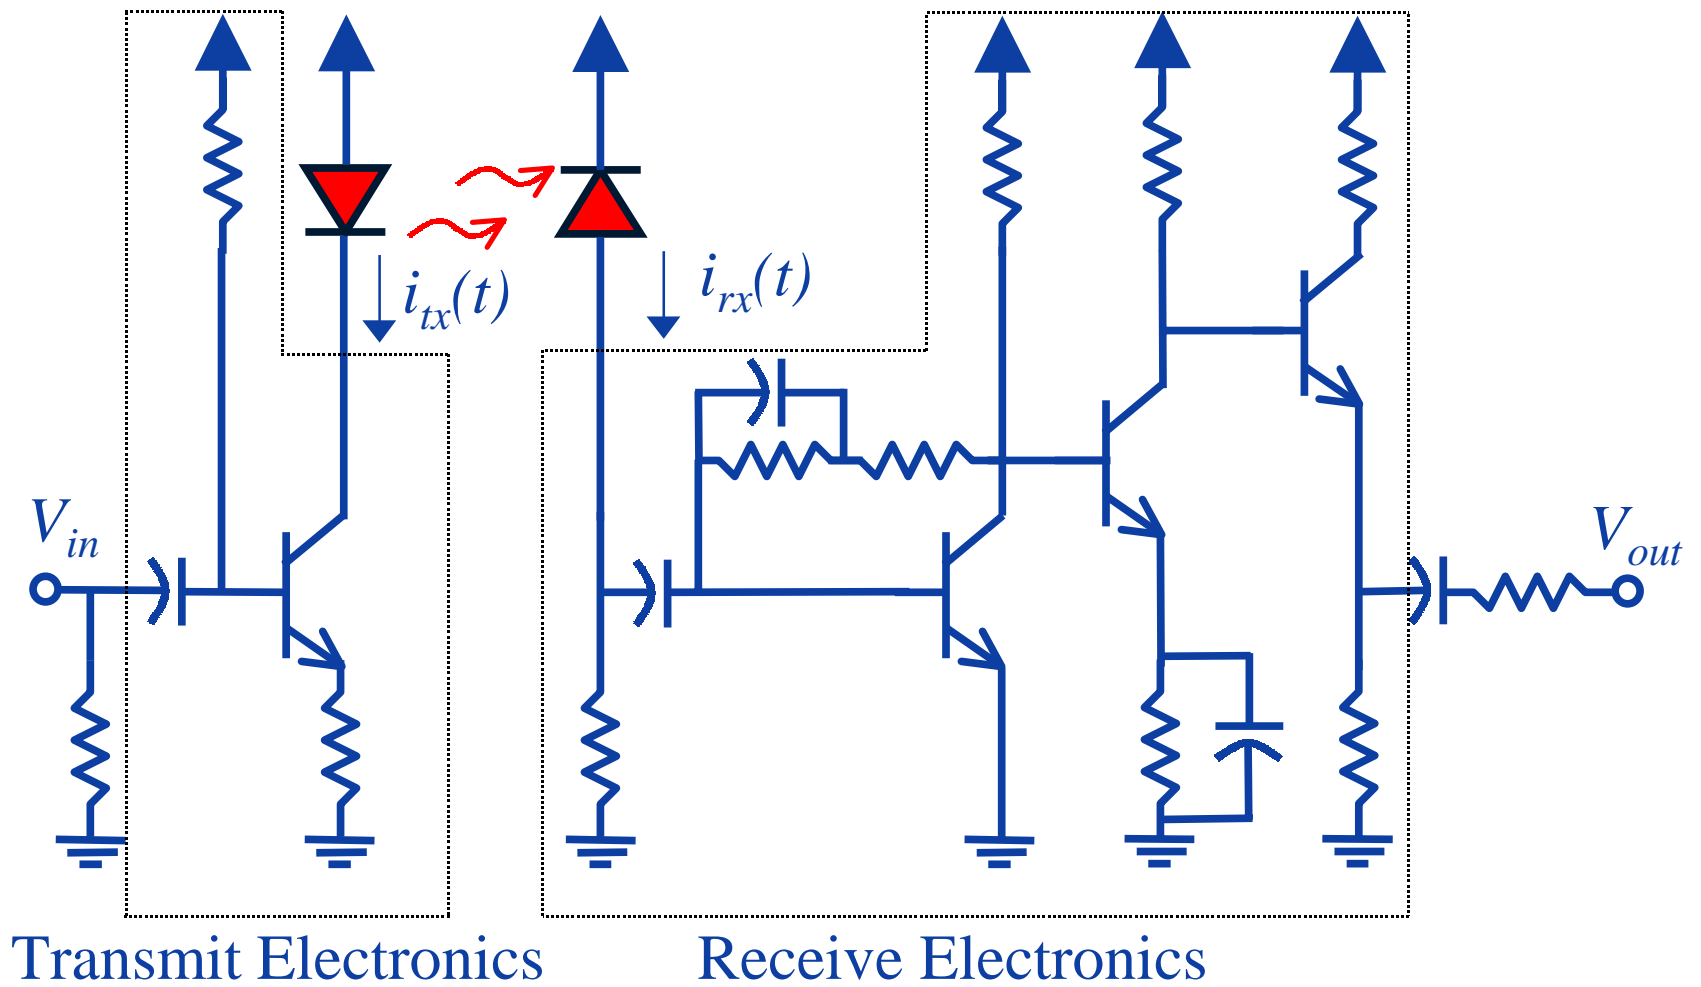 i_tx(t)
i_rx(t)
V_in
V_out
Transmit Electronics
Receive Electronics